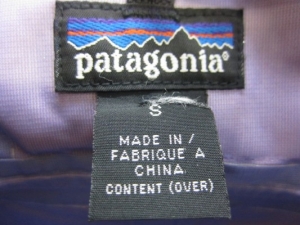 patagonia®
S
MADE IN /
FABRIQUE A
CHINA
CONTENT (OVER)